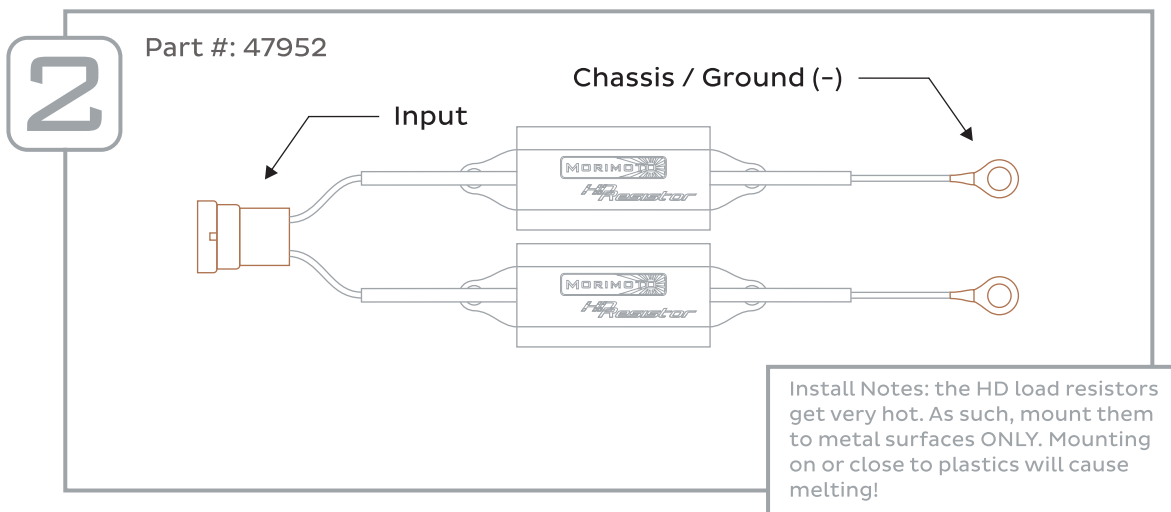 2
Part #: 47952
Chassis / Ground (-)
Input
MORIMOTO
HD
Resistor
MORIMOTO
HD
Resistor
Install Notes: the HD load resistors
get very hot. As such, mount them
to metal surfaces ONLY. Mounting
on or close to plastics will cause
melting!